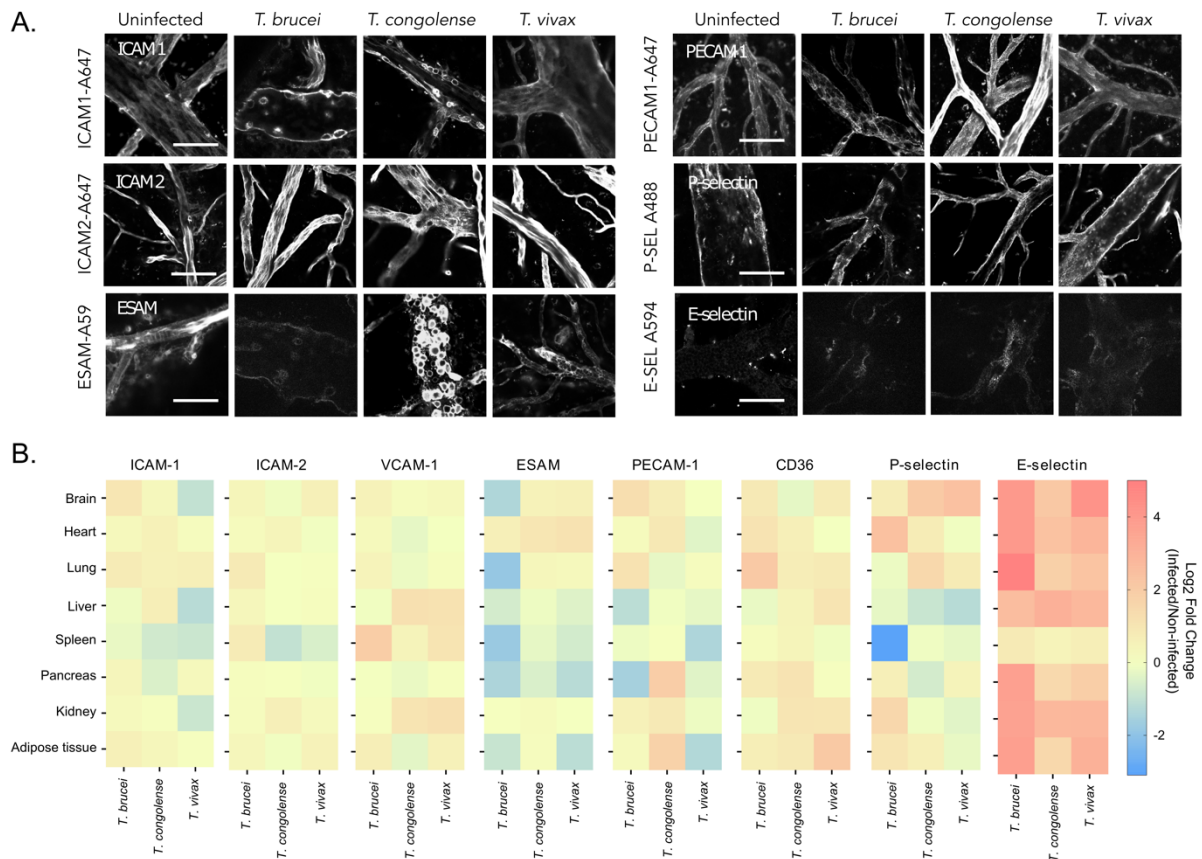 A.
Uninfected T. brucei T. congolense T. vivax
Uninfected T. brucei T. congolense T. vivax
ICAM1-A647
ICAM1
ICAM2-A647
ICAM2
ESAM-A59
ESAM
PECAM1-A647
PECAM1
P-SEL A488
P-selectin
E-SEL A594
E-selectin
B.
ICAM-1 ICAM-2 VCAM-1 ESAM PECAM-1 CD36 P-selectin E-selectin
Brain
Heart
Lung
Liver
Spleen
Pancreas
Kidney
Adipose tissue
T. brucei T. congolense T. vivax
T. brucei T. congolense T. vivax
T. brucei T. congolense T. vivax
T. brucei T. congolense T. vivax
T. brucei T. congolense T. vivax
T. brucei T. congolense T. vivax
T. brucei T. congolense T. vivax
T. brucei T. congolense T. vivax
4
2
0
-2
Log2 Fold Change
(Infected/Non-infected)